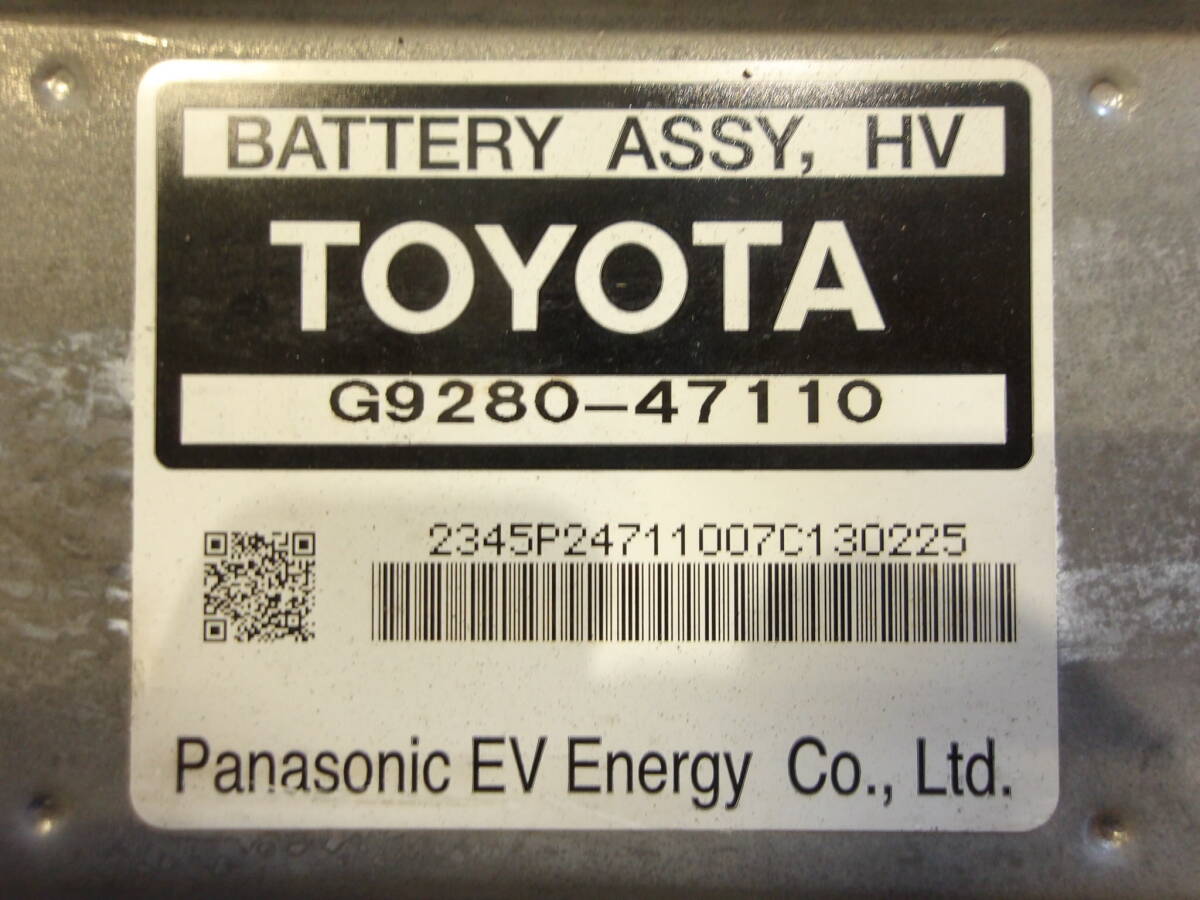 BATTERY ASSY, HV
TOYOTA
G9280-47110
2345P24711007C130225
Panasonic EV Energy Co., Ltd.